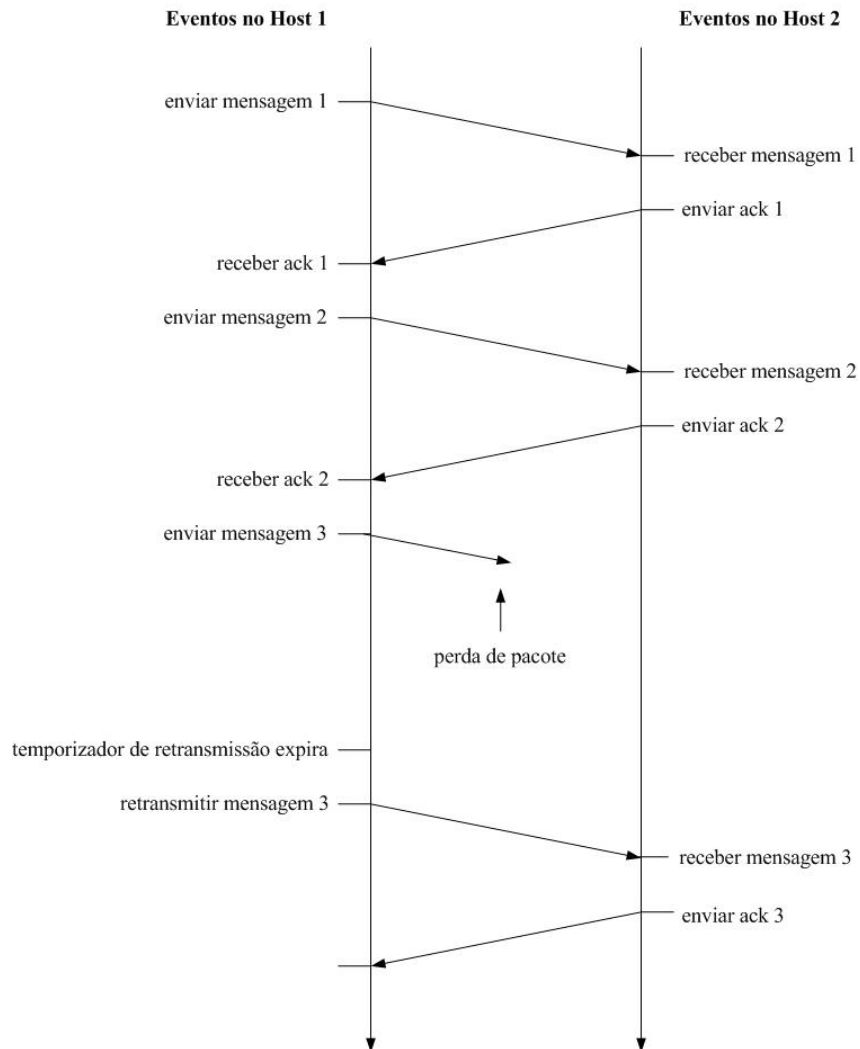 Eventos no Host 1
Eventos no Host 2
enviar mensagem 1
receber mensagem 1
enviar ack 1
receber ack 1
enviar mensagem 2
receber mensagem 2
enviar ack 2
receber ack 2
enviar mensagem 3
perda de pacote
temporizador de retransmissão expira
retransmitir mensagem 3
receber mensagem 3
enviar ack 3